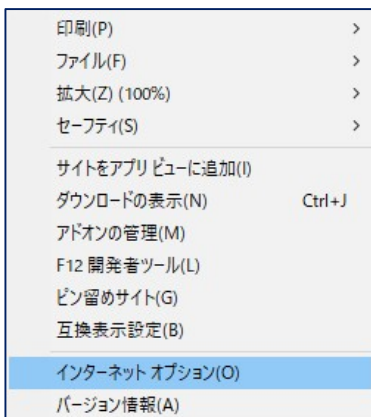 印刷(P)
ファイル(F)
拡大(Z) (100%)
セーフティ(S)
サイトをアプリ ビューに追加(I)
ダウンロードの表示(N) Ctrl+J
アドオンの管理(M)
F12 開発者ツール(L)
ピン留めサイト(G)
互換表示設定(B)
インターネット オプション(O)
バージョン情報(A)